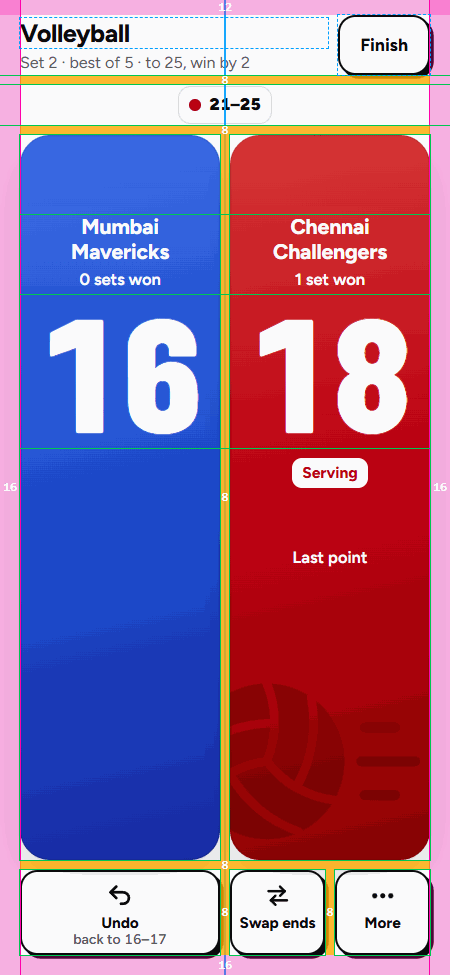 12
Volleyball
Finish
Set 2 · best of 5 · to 25, win by 2
8
21–25
8
Mumbai
Mavericks
0 sets won
Chennai
Challengers
1 set won
16
18
Serving
16
8
16
Last point
8
Undo
back to 16–17
8
Swap ends
8
More
16